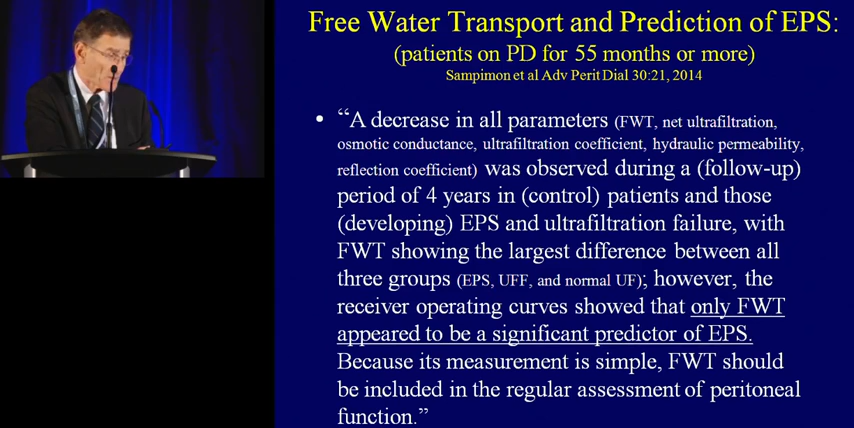 Free Water Transport and Prediction of EPS:
(patients on PD for 55 months or more)
Sampimon et al Adv Perit Dial 30:21, 2014
• “A decrease in all parameters (FWT, net ultrafiltration,
osmotic conductance, ultrafiltration coefficient, hydraulic permeability,
reflection coefficient) was observed during a (follow-up)
period of 4 years in (control) patients and those
(developing) EPS and ultrafiltration failure, with
FWT showing the largest difference between all
three groups (EPS, UFF, and normal UF); however, the
receiver operating curves showed that only FWT
appeared to be a significant predictor of EPS.
Because its measurement is simple, FWT should
be included in the regular assessment of peritoneal
function.”